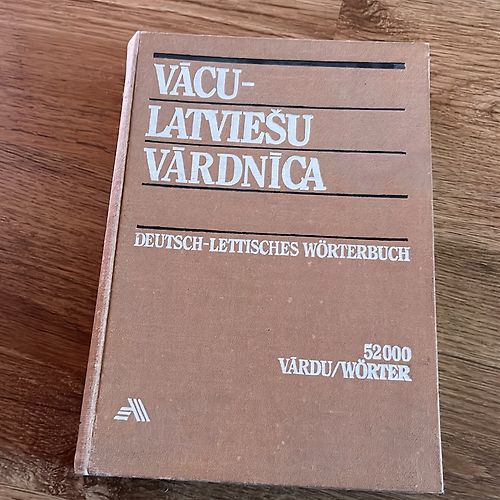 VĀCU-
LATVIEŠU
VĀRDNĪCA
DEUTSCH-LETTISCHES WÖRTERBUCH
52000
VĀRDU/WÖRTER